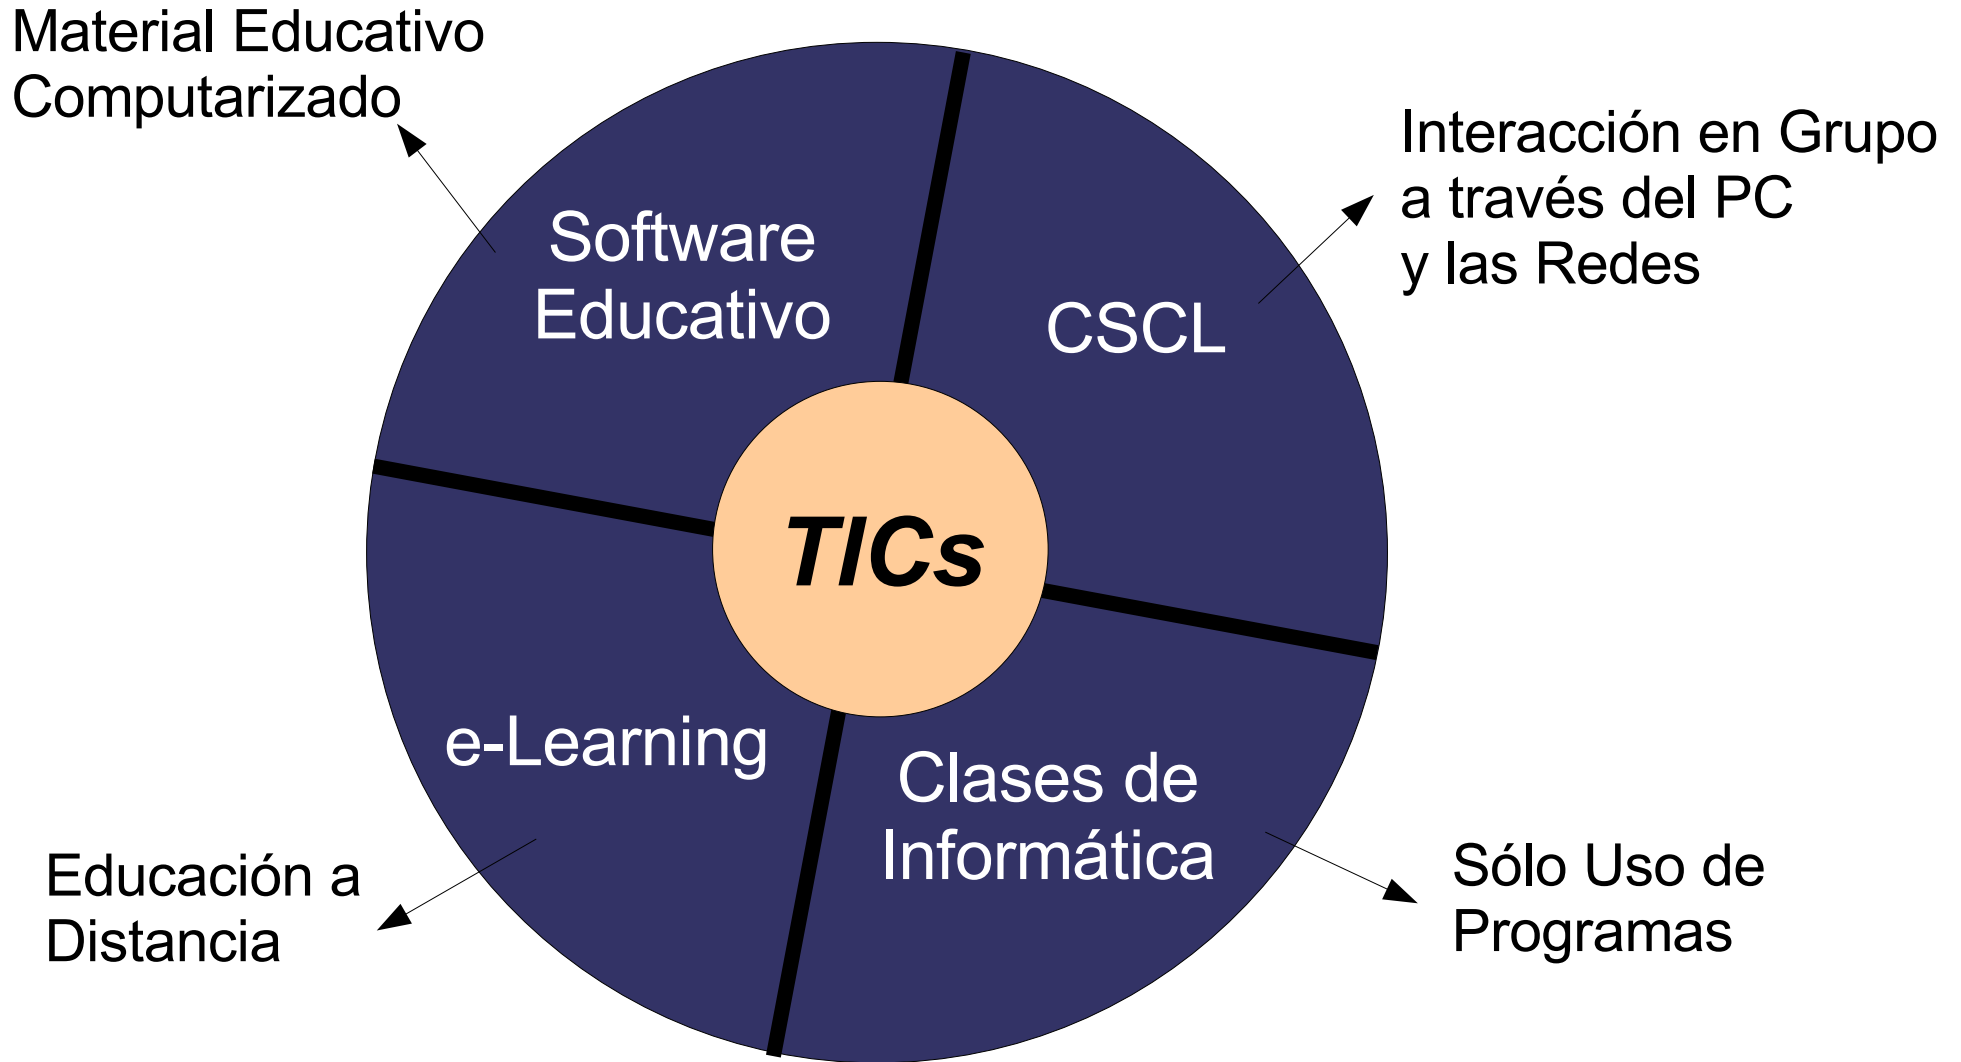 Material Educativo
Computarizado
Interacción en Grupo
a través del PC
y las Redes
Software
Educativo
CSCL
TICs
e-Learning
Clases de
Informática
Educación a
Distancia
Sólo Uso de
Programas